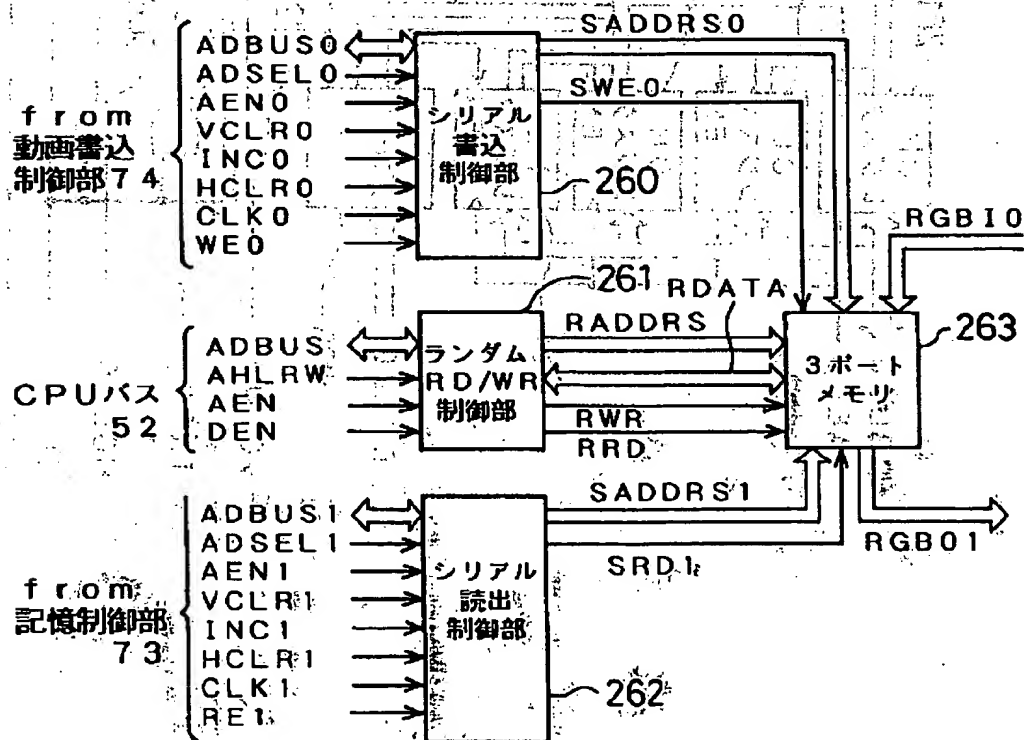 from
動画書込
制御部74
ADBUS0
ADSEL0
AEN0
VCLR0
INC0
HCLR0
CLK0
WE0
シリアル
書込
制御部
260
SADDRS0
SWE0
RGBI0
CPUバス
52
ADBUS
AHLRW
AEN
DEN
ランダム
RD/WR
制御部
261
RDATA
RADDRS
RWR
RRD
3ポート
メモリ
263
from
記憶制御部
73
ADBUS1
ADSEL1
AEN1
VCLR1
INC1
HCLR1
CLK1
RE1
シリアル
読出
制御部
262
SADDRS1
SRD1
RGBO1